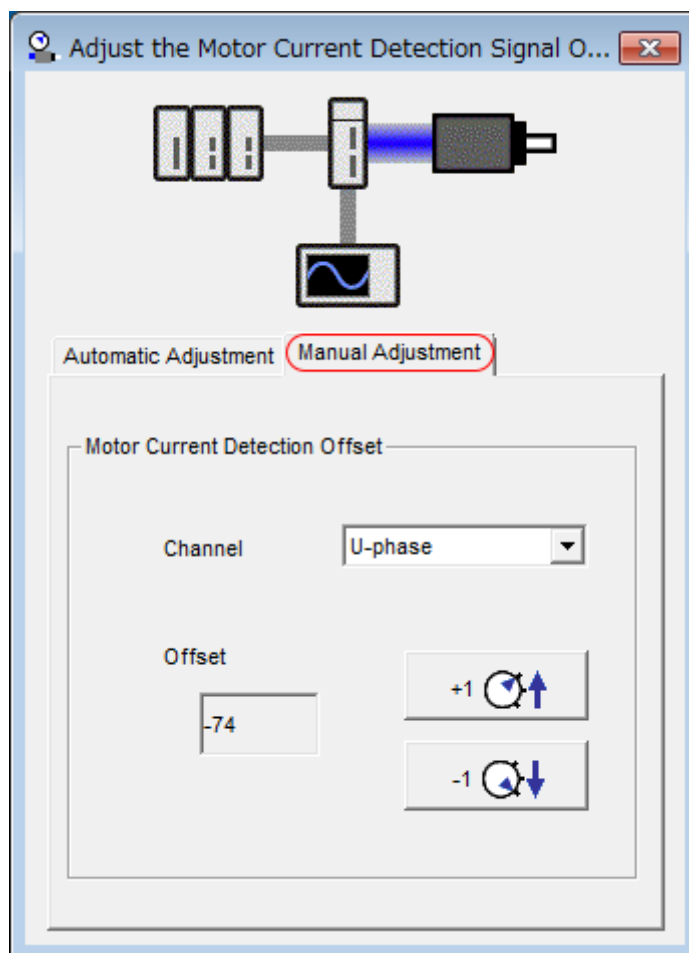 Adjust the Motor Current Detection Signal O...
Automatic Adjustment
Manual Adjustment
Motor Current Detection Offset
Channel
U-phase
Offset
-74
+1
-1